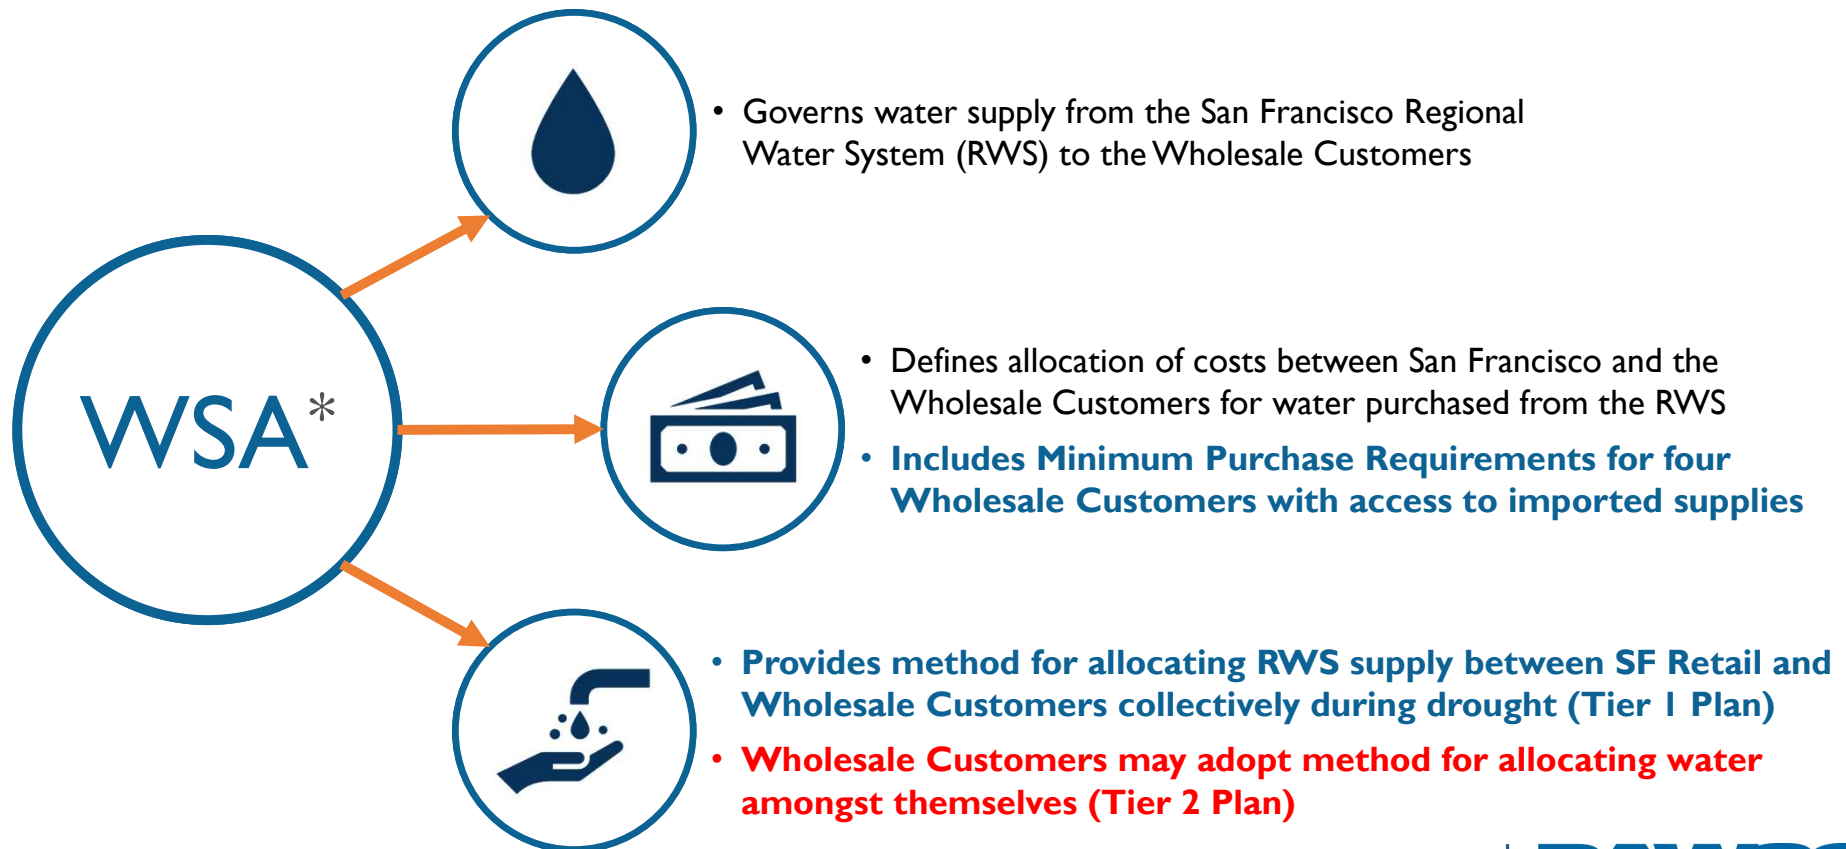 • Governs water supply from the San Francisco Regional
Water System (RWS) to the Wholesale Customers
WSA*
• Defines allocation of costs between San Francisco and the
Wholesale Customers for water purchased from the RWS
• Includes Minimum Purchase Requirements for four
Wholesale Customers with access to imported supplies
• Provides method for allocating RWS supply between SF Retail and
Wholesale Customers collectively during drought (Tier 1 Plan)
• Wholesale Customers may adopt method for allocating water
amongst themselves (Tier 2 Plan)